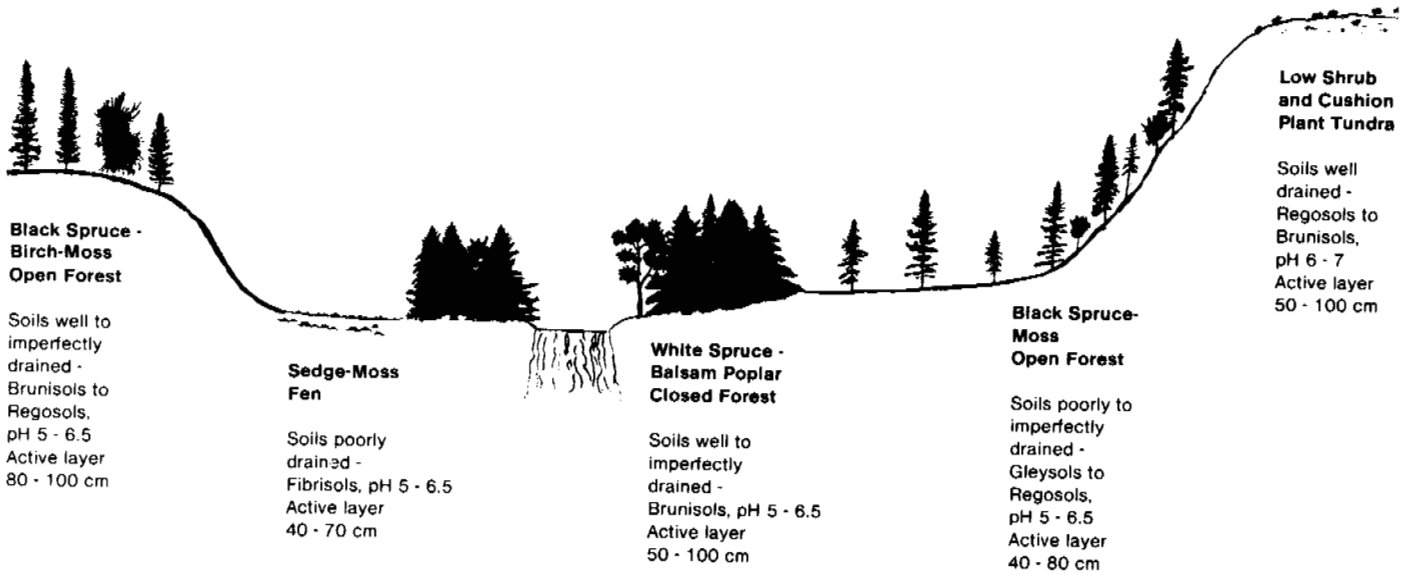 Black Spruce -
Birch-Moss
Open Forest
Soils well to
imperfectly
drained -
Brunisols to
Regosols,
pH 5 - 6.5
Active layer
80 - 100 cm
Sedge-Moss
Fen
Soils poorly
drained -
Fibrisols, pH 5 - 6.5
Active layer
40 - 70 cm
White Spruce -
Balsam Poplar
Closed Forest
Soils well to
imperfectly
drained -
Brunisols, pH 5 - 6.5
Active layer
50 - 100 cm
Black Spruce-
Moss
Open Forest
Soils poorly to
imperfectly
drained -
Gleysols to
Regosols,
pH 5 - 6.5
Active layer
40 - 80 cm
Low Shrub
and Cushion
Plant Tundra
Soils well
drained -
Regosols to
Brunisols,
pH 6 - 7
Active layer
50 - 100 cm